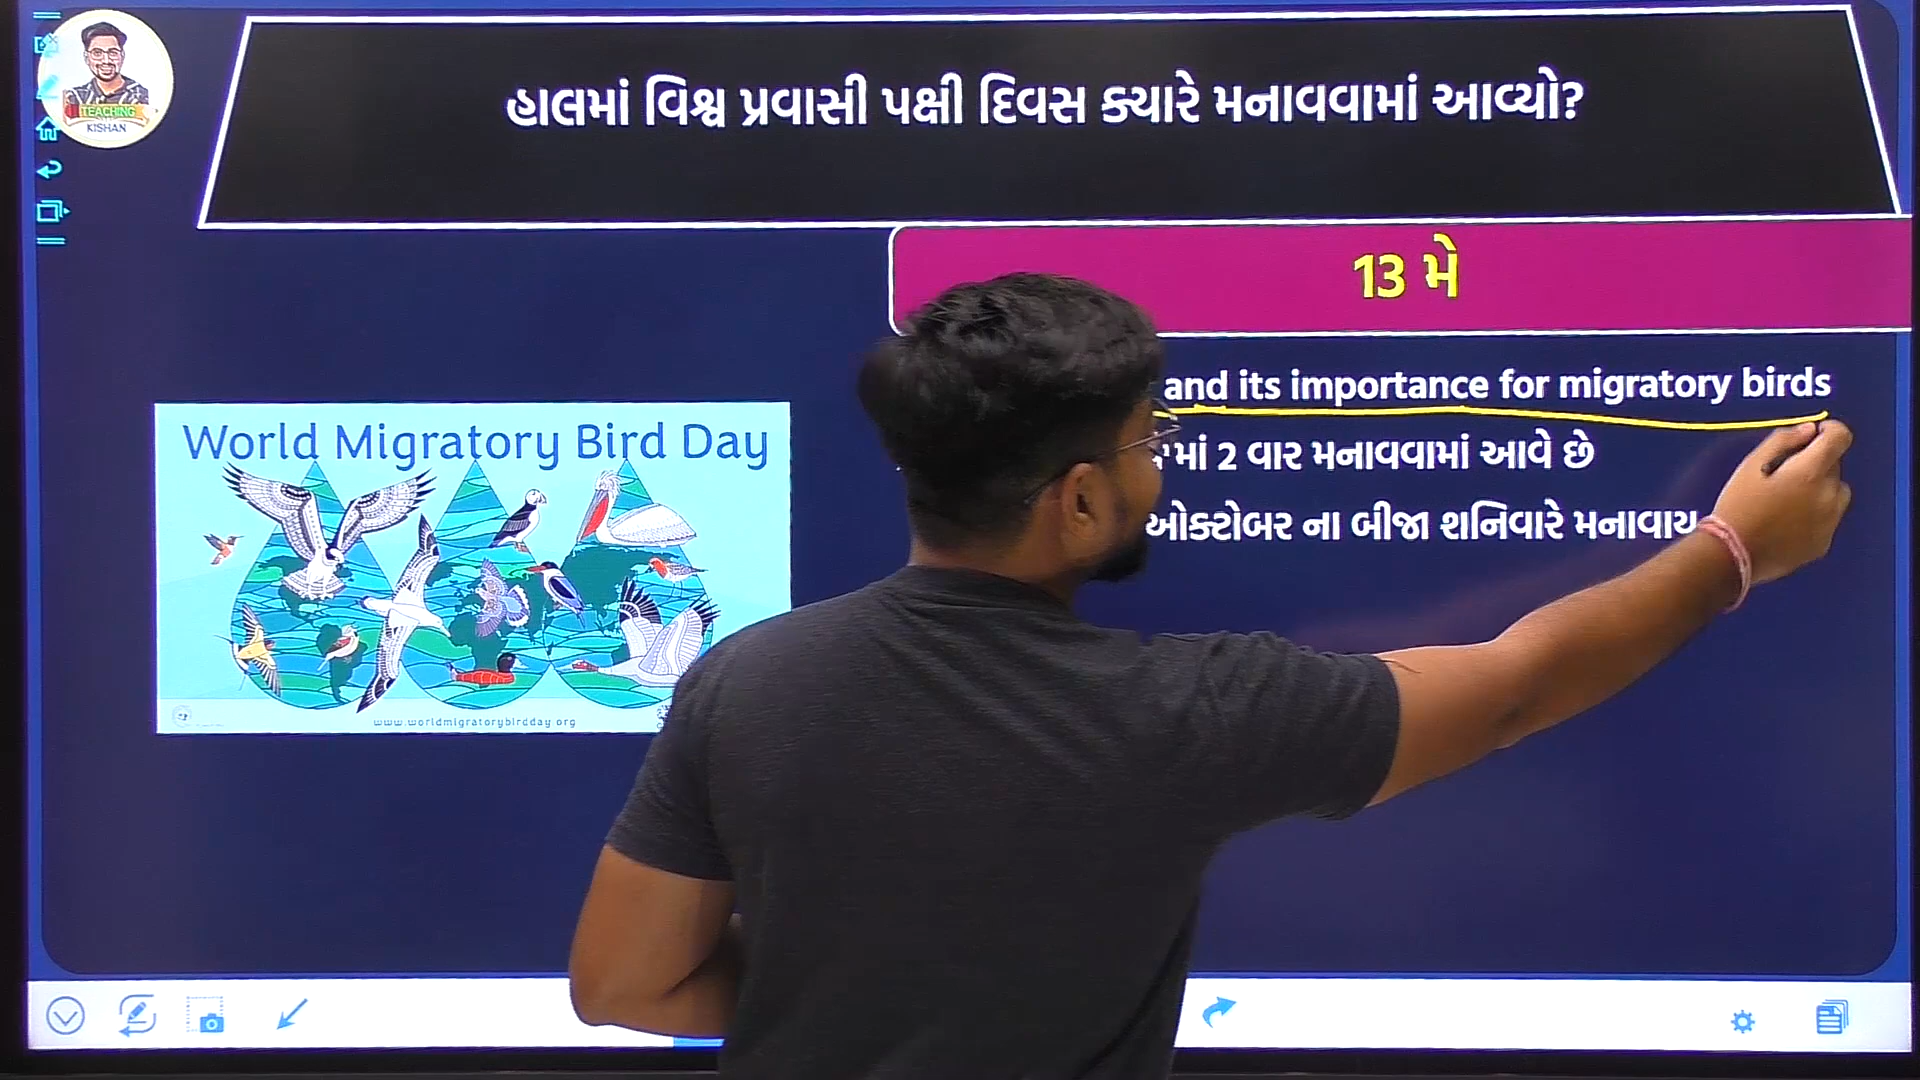 TEACHING
KISHAN
હાલમાં વિશ્વ પ્રવાસી પક્ષી દિવસ ક્યારે મનાવવામાં આવ્યો?
13 મે
and its importance for migratory birds
માં 2 વાર મનાવવામાં આવે છે
ઓક્ટોબર ના બીજા શનિવારે મનાવાય
World Migratory Bird Day
www.worldmigratorybirdday.org